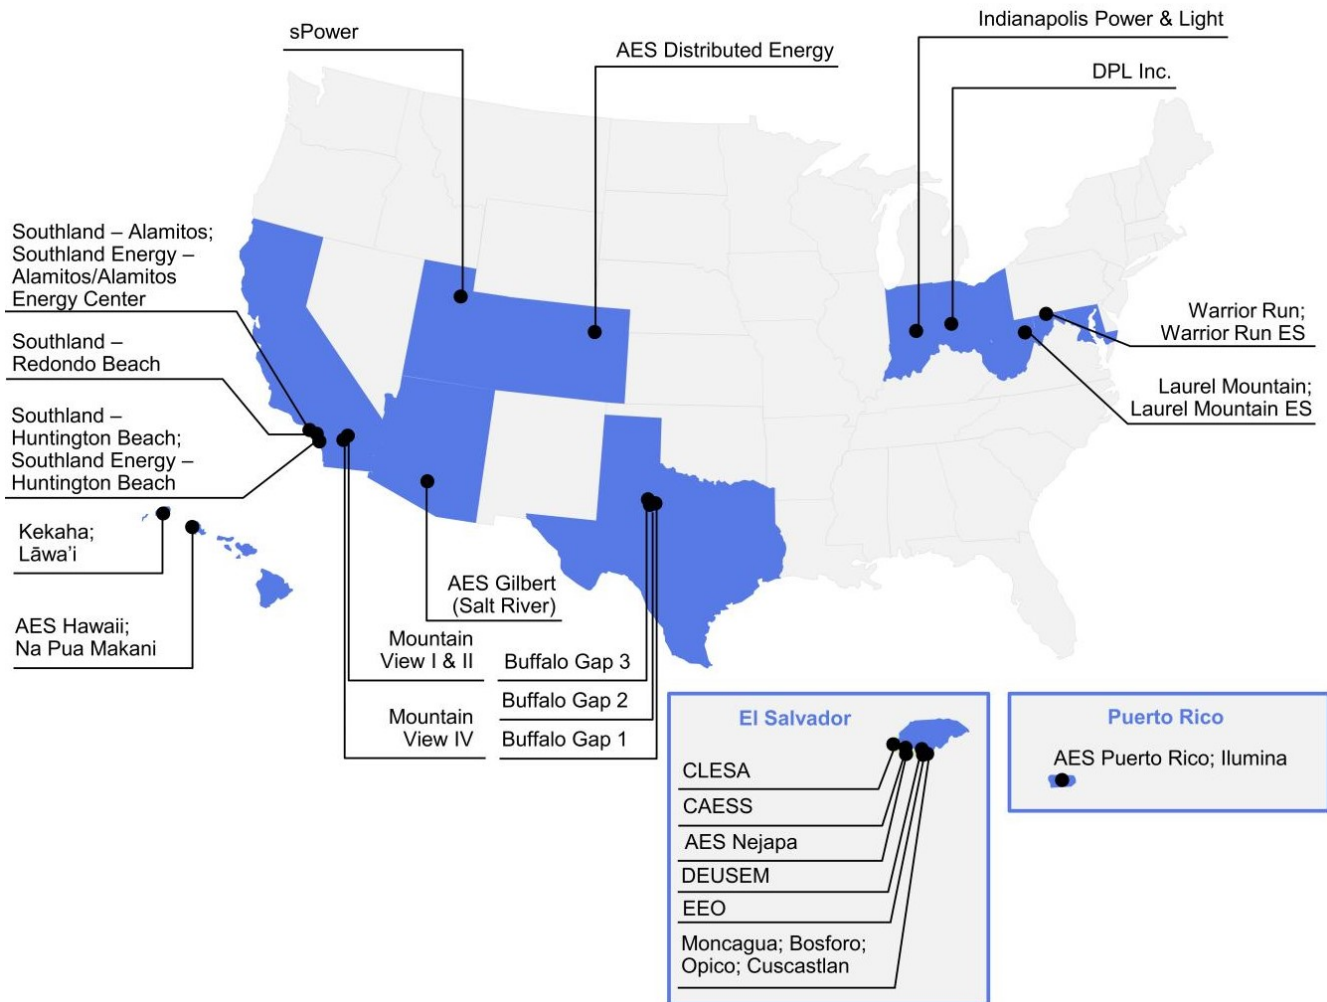 sPower
AES Distributed Energy
Indianapolis Power & Light
DPL Inc.
Southland – Alamitos;
Southland Energy –
Alamitos/Alamitos
Energy Center
Southland –
Redondo Beach
Southland –
Huntington Beach;
Southland Energy –
Huntington Beach
Kekaha;
Lāwa’i
AES Hawaii;
Na Pua Makani
Warrior Run;
Warrior Run ES
Laurel Mountain;
Laurel Mountain ES
AES Gilbert
(Salt River)
Mountain
View I & II
Mountain
View IV
Buffalo Gap 3
Buffalo Gap 2
Buffalo Gap 1
El Salvador
CLESA
CAESS
AES Nejapa
DEUSEM
EEO
Moncagua; Bosforo;
Opico; Cuscastlan
Puerto Rico
AES Puerto Rico; Ilumina